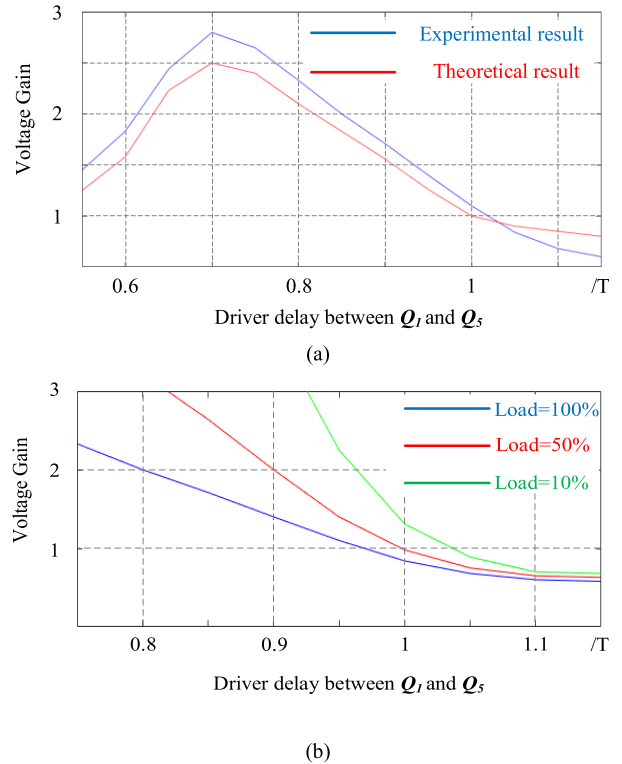 3
Experimental result
Theoretical result
2
Voltage Gain
1
0.6 0.8 1 /T
Driver delay between Q1 and Q5
(a)
3
Load=100%
Load=50%
2
Load=10%
Voltage Gain
1
0.8 0.9 1 1.1 /T
Driver delay between Q1 and Q5
(b)